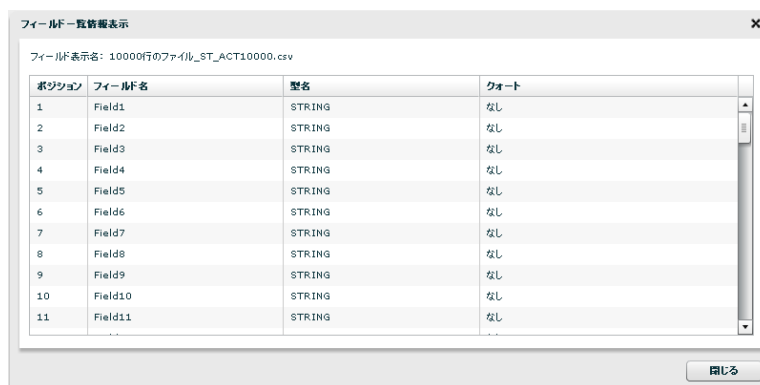 フィールド一覧情報表示
フィールド表示名: 10000行のファイル_ST_ACT10000.csv
ポジション フィールド名 型名 クォート
1 Field1 STRING なし
2 Field2 STRING なし
3 Field3 STRING なし
4 Field4 STRING なし
5 Field5 STRING なし
6 Field6 STRING なし
7 Field7 STRING なし
8 Field8 STRING なし
9 Field9 STRING なし
10 Field10 STRING なし
11 Field11 STRING なし
閉じる